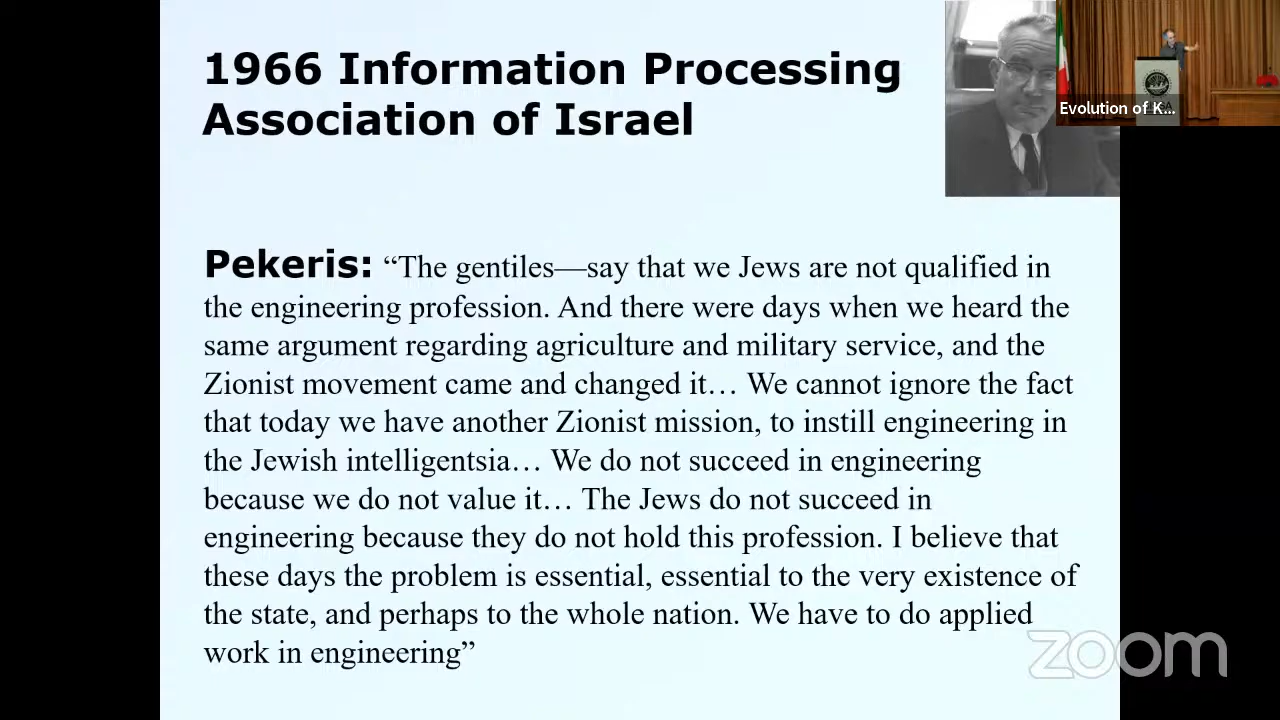 1966 Information Processing
Association of Israel
Evolution of K...
Pekeris: “The gentiles—say that we Jews are not qualified in
the engineering profession. And there were days when we heard the
same argument regarding agriculture and military service, and the
Zionist movement came and changed it… We cannot ignore the fact
that today we have another Zionist mission, to instill engineering in
the Jewish intelligentsia… We do not succeed in engineering
because we do not value it… The Jews do not succeed in
engineering because they do not hold this profession. I believe that
these days the problem is essential, essential to the very existence of
the state, and perhaps to the whole nation. We have to do applied
work in engineering”
zoom